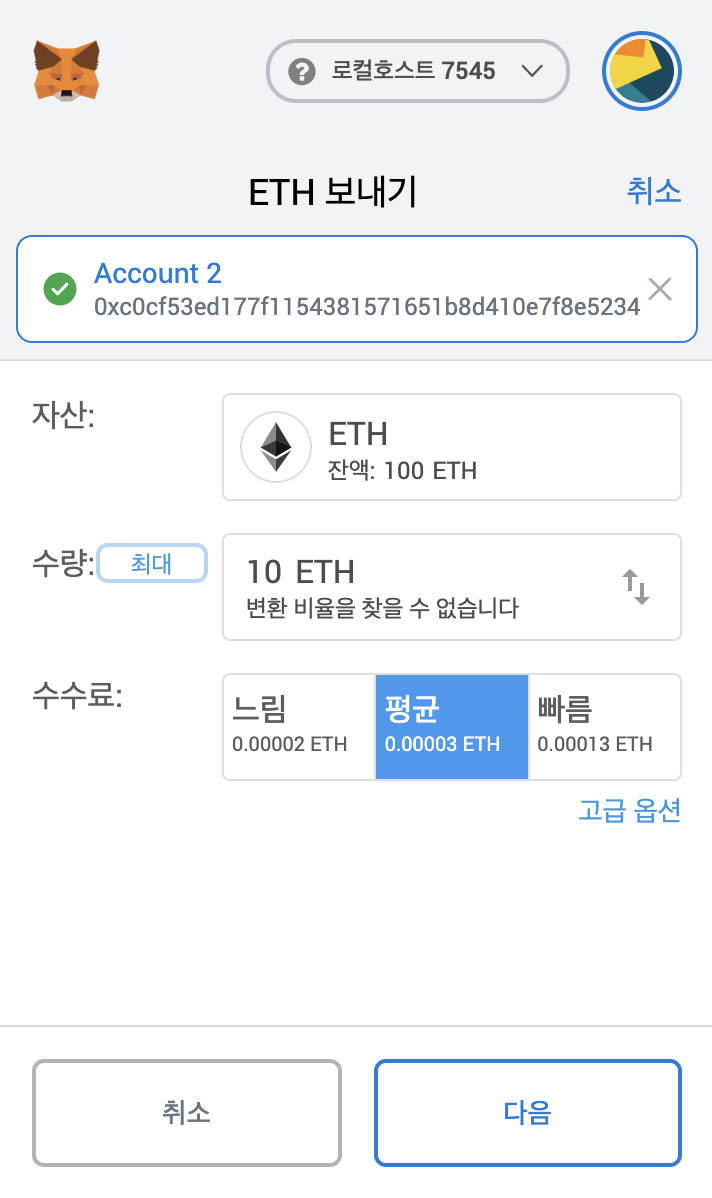 로컬호스트 7545
ETH 보내기
취소
Account 2
0xc0cf53ed177f1154381571651b8d410e7f8e5234
자산:
ETH
잔액: 100 ETH
수량:
최대
10 ETH
변환 비율을 찾을 수 없습니다
수수료:
느림
0.00002 ETH
평균
0.00003 ETH
빠름
0.00013 ETH
고급 옵션
취소
다음